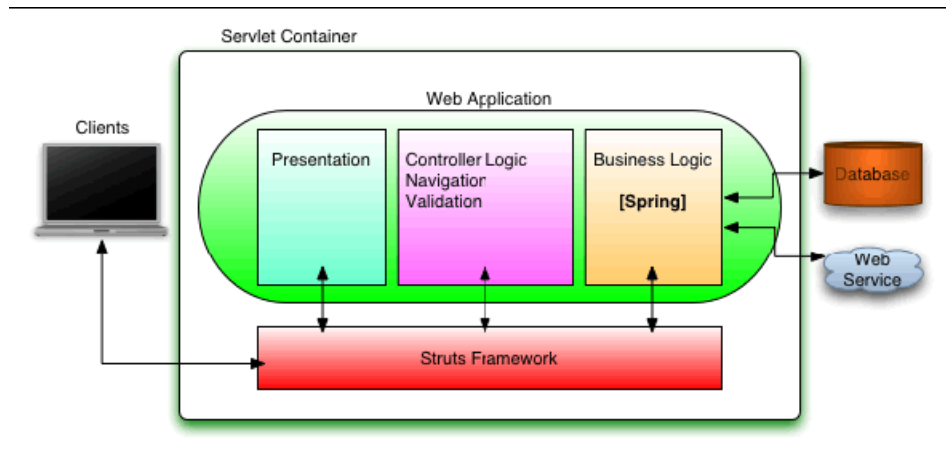 Servlet Container
Web Application
Clients
Presentation
Controller Logic
Navigation
Validation
Business Logic
[Spring]
Database
Web
Service
Struts Framework